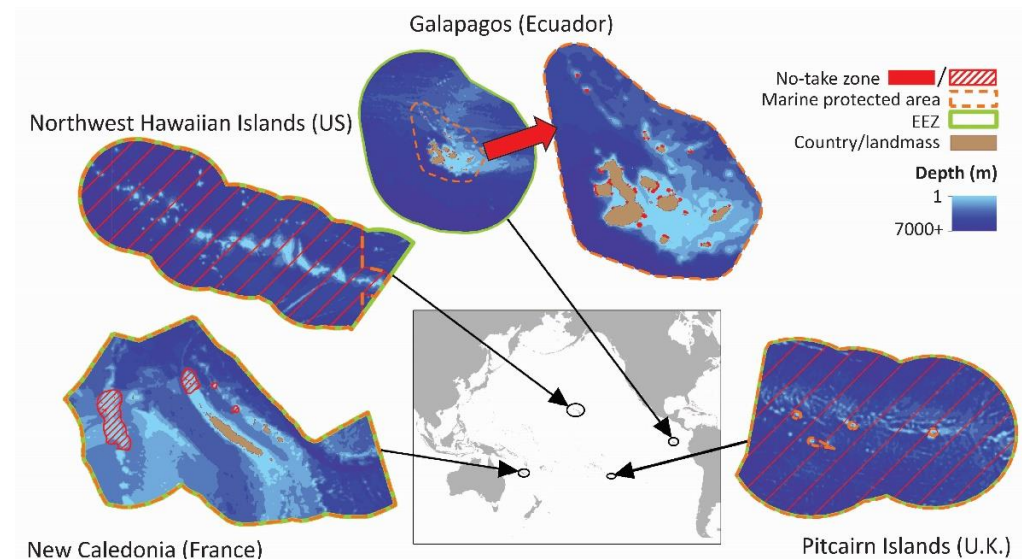 Galapagos (Ecuador)
No-take zone /
Marine protected area
EEZ
Country/landmass
Depth (m)
1
7000+
Northwest Hawaiian Islands (US)
New Caledonia (France)
Pitcairn Islands (U.K.)